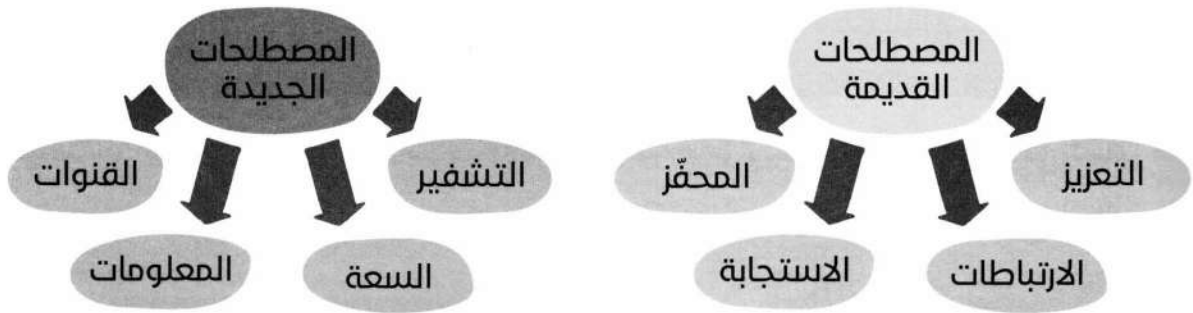 المصطلحات
القديمة
التعزيز
المحفّز
الارتباطات
الاستجابة
المصطلحات
الجديدة
التشفير
القنوات
السعة
المعلومات